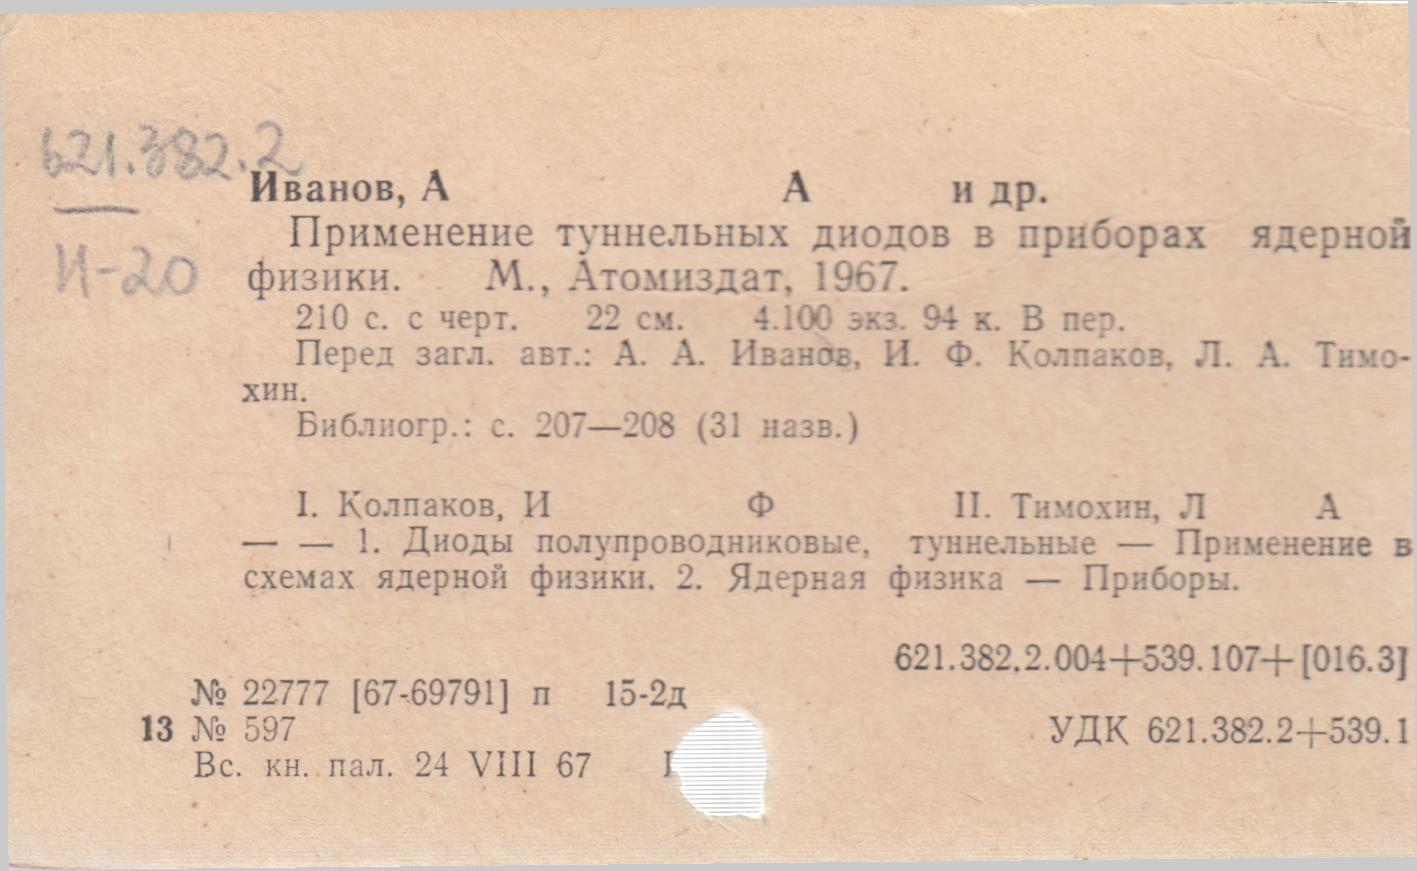 621.382.2
И-20
Иванов, А А и др.
Применение туннельных диодов в приборах ядерной
физики. М., Атомиздат, 1967.
210 с. с черт. 22 см. 4.100 экз. 94 к. В пер.
Перед загл. авт.: А. А. Иванов, И. Ф. Колпаков, Л. А. Тимо-
хин.
Библиогр.: с. 207—208 (31 назв.)
I. Колпаков, И Ф II. Тимохин, Л А
— — 1. Диоды полупроводниковые, туннельные — Применение в
схемах ядерной физики. 2. Ядерная физика — Приборы.
621.382.2.004+539.107+[016.3]
№ 22777 [67-69791] п 15-2д
13 № 597
УДК 621.382.2+539.1
Вс. кн. пал. 24 VIII 67